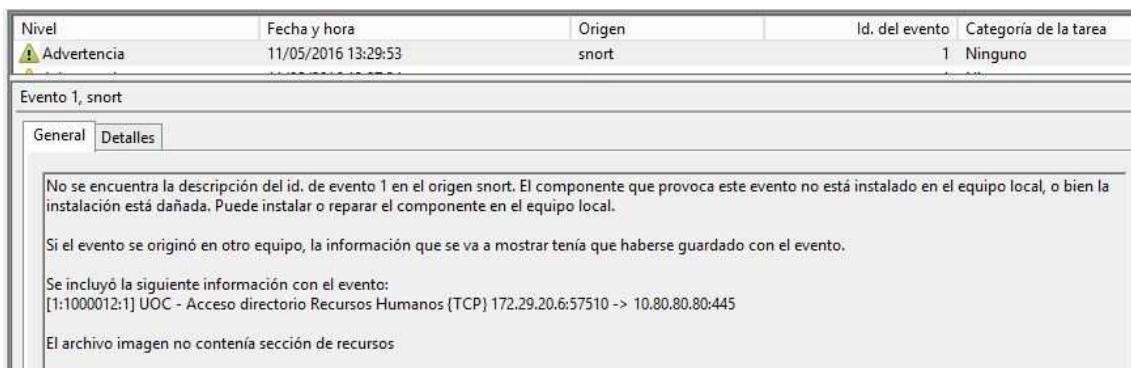 Nivel Fecha y hora Origen Id. del evento Categoría de la tarea
Advertencia 11/05/2016 13:29:53 snort 1 Ninguno
Evento 1, snort
General Detalles
No se encuentra la descripción del id. de evento 1 en el origen snort. El componente que provoca este evento no está instalado en el equipo local, o bien la
instalación está dañada. Puede instalar o reparar el componente en el equipo local.
Si el evento se originó en otro equipo, la información que se va a mostrar tenía que haberse guardado con el evento.
Se incluyó la siguiente información con el evento:
[1:1000012:1] UOC - Acceso directorio Recursos Humanos {TCP} 172.29.20.6:57510 -> 10.80.80.80:445
El archivo imagen no contenía sección de recursos